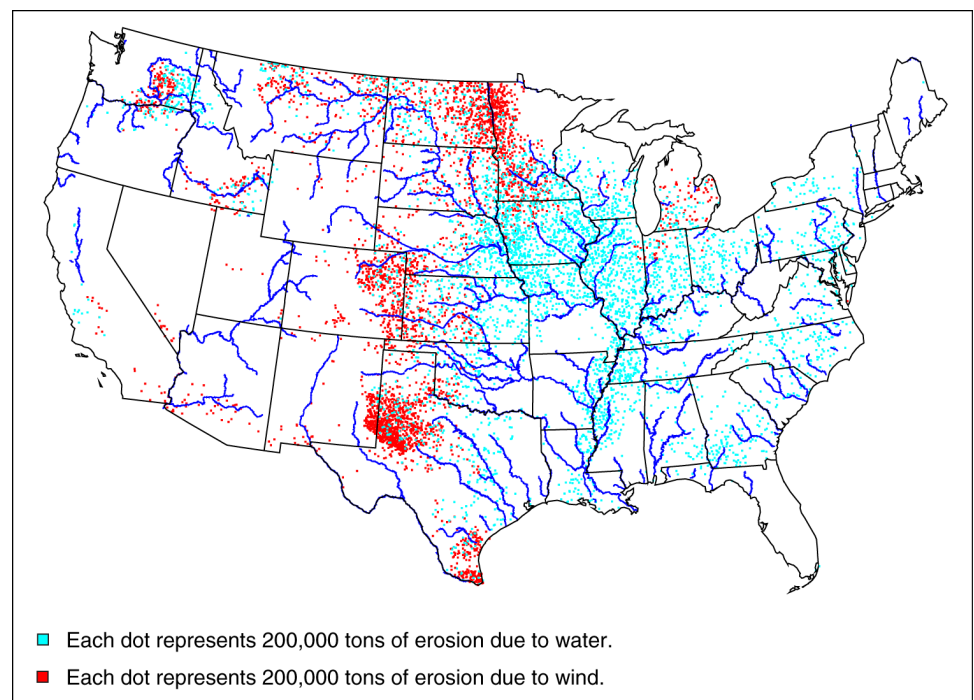 Each dot represents 200,000 tons of erosion due to water.
Each dot represents 200,000 tons of erosion due to wind.